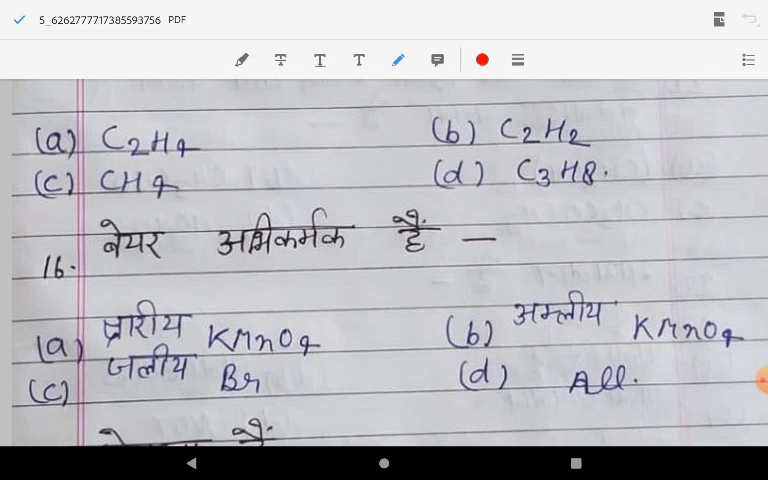 5_6262777717385593756 PDF
(a) C2H4 (b) C2H2
(c) CH4 (d) C3H8.
16. बेयर अभिकर्मक है —
(a) क्षारीय KMnO4 (b) अम्लीय KMnO4
(c) जलीय Br (d) All.